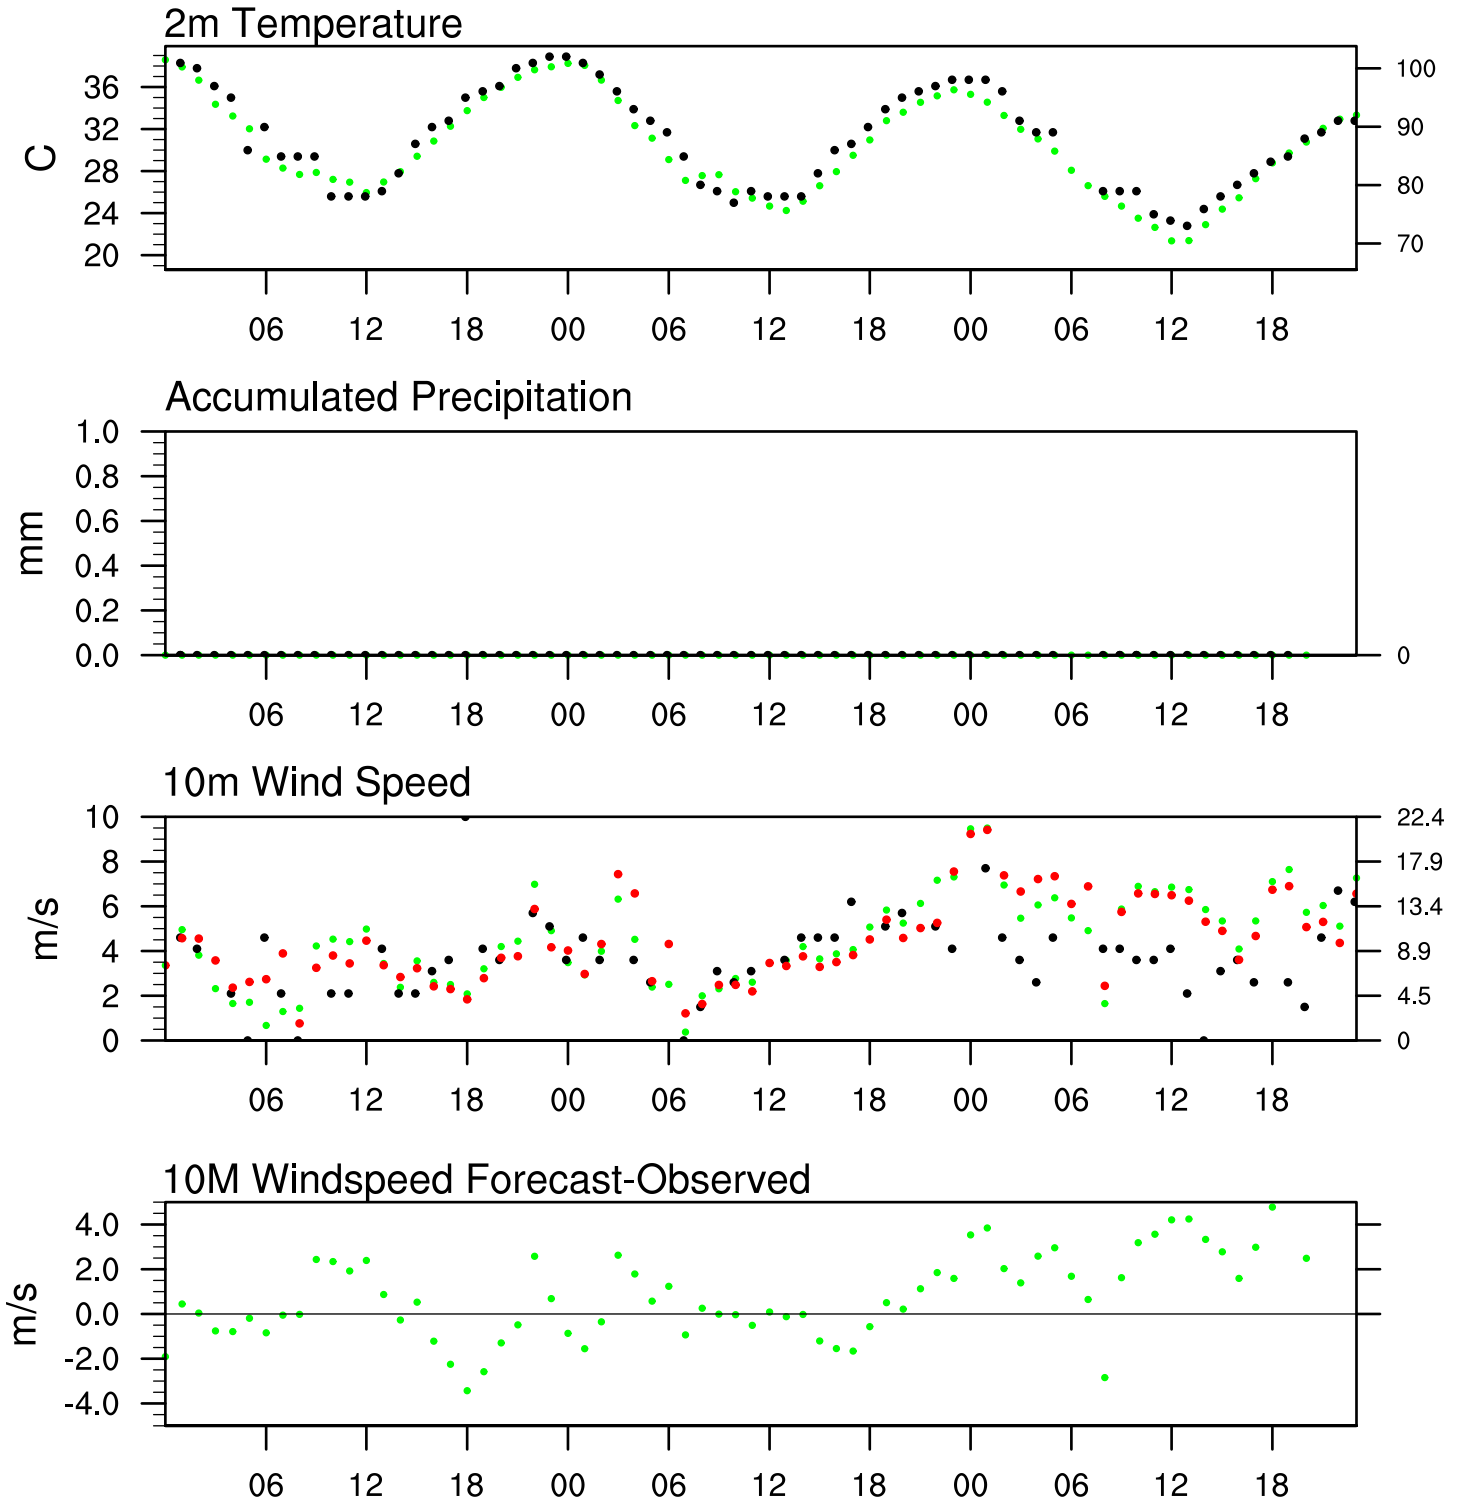 2m Temperature
C
36
32
28
24
20
100
90
80
70
06 12 18 00 06 12 18 00 06 12 18
Accumulated Precipitation
mm
1.0
0.8
0.6
0.4
0.2
0.0
0
06 12 18 00 06 12 18 00 06 12 18
10m Wind Speed
m/s
10
8
6
4
2
0
22.4
17.9
13.4
8.9
4.5
0
06 12 18 00 06 12 18 00 06 12 18
10M Windspeed Forecast-Observed
m/s
4.0
2.0
0.0
-2.0
-4.0
06 12 18 00 06 12 18 00 06 12 18